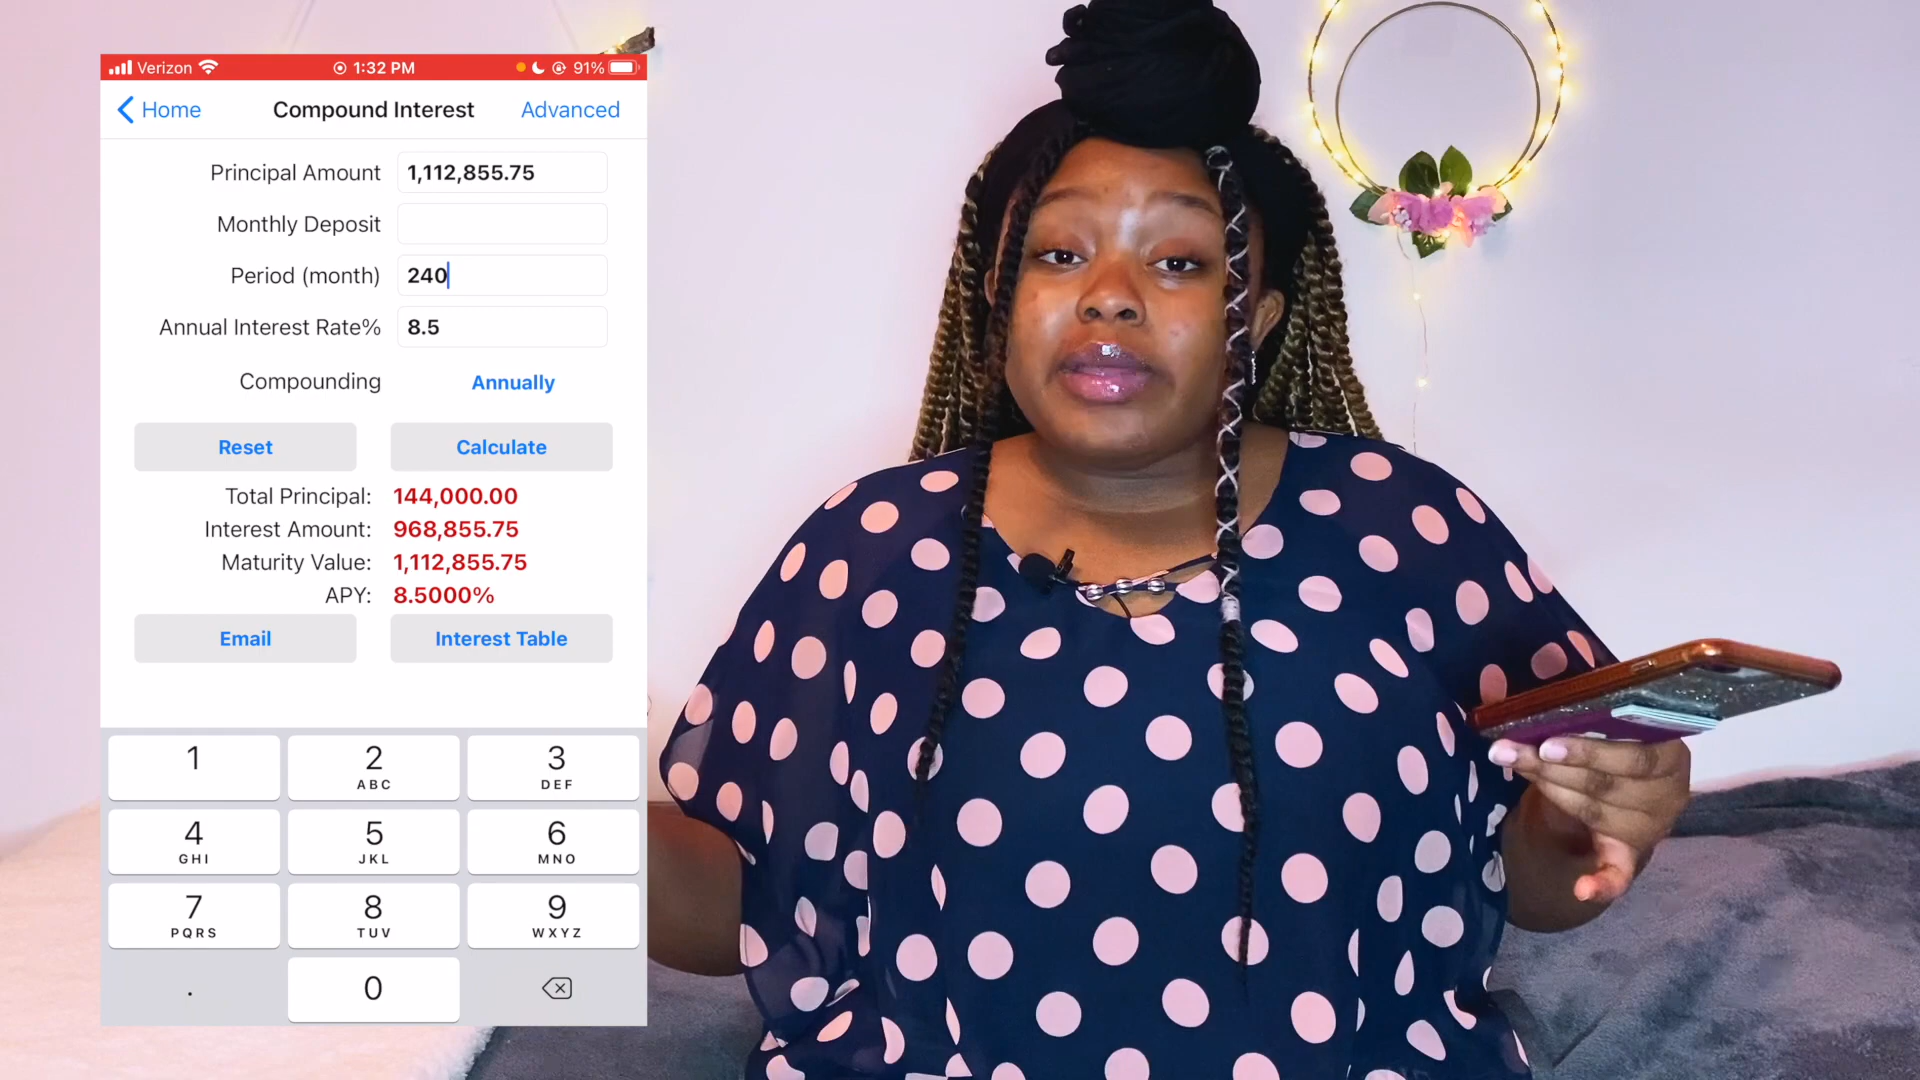 Verizon 1:32 PM 91%
Home Compound Interest Advanced
Principal Amount 1,112,855.75
Monthly Deposit
Period (month) 240
Annual Interest Rate% 8.5
Compounding Annually
Reset Calculate
Total Principal: 144,000.00
Interest Amount: 968,855.75
Maturity Value: 1,112,855.75
APY: 8.5000%
Email Interest Table
1 2 3
ABC DEF
4 5 6
GHI JKL MNO
7 8 9
PQRS TUV WXYZ
. 0